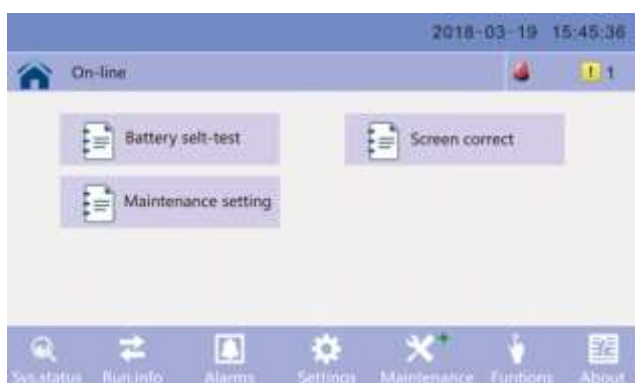 2018-03-19 15:45:36
On-line
1
Battery selt-test
Screen correct
Maintenance setting
Sys.status
Run.info
Alarms
Settings
Maintenance
Funtions
About